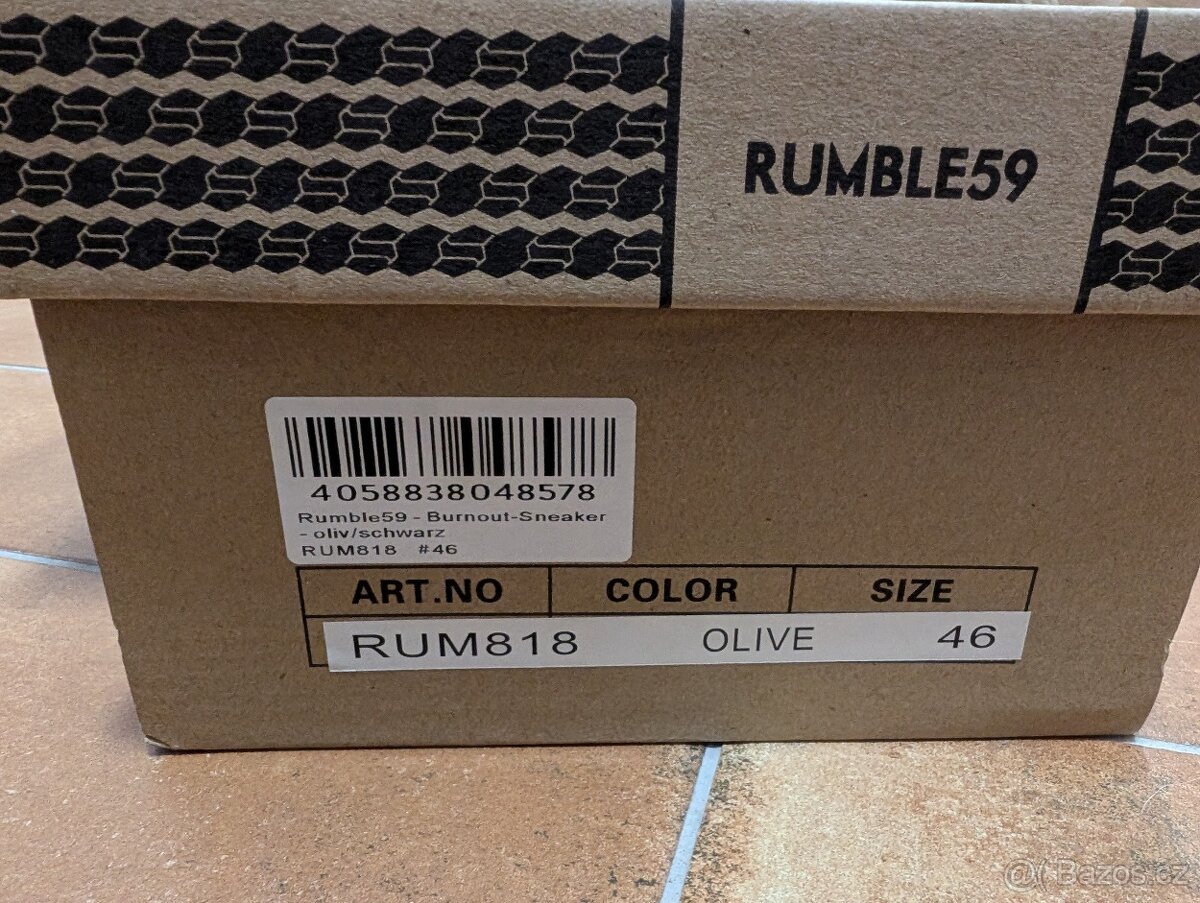 RUMBLE59
4058838048578
Rumble59 - Burnout-Sneaker
- oliv/schwarz
RUM818 #46
ART.NO COLOR SIZE
RUM818 OLIVE 46
@( Bazos.cz